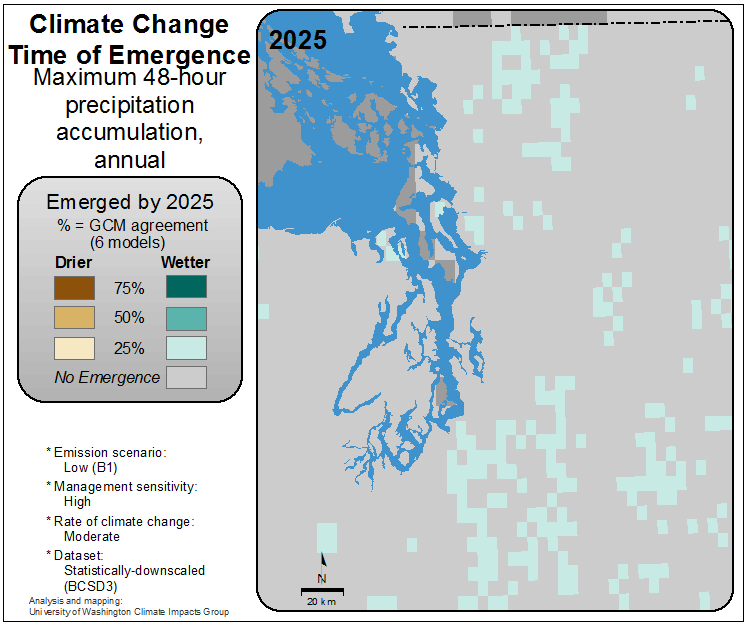 Climate Change
Time of Emergence
Maximum 48-hour
precipitation
accumulation,
annual
Emerged by 2025
% = GCM agreement
(6 models)
Drier Wetter
75%
50%
25%
No Emergence
* Emission scenario:
Low (B1)
* Management sensitivity:
High
* Rate of climate change:
Moderate
* Dataset:
Statistically-downscaled
(BCSD3)
Analysis and mapping:
University of Washington Climate Impacts Group
2025
N
20 km